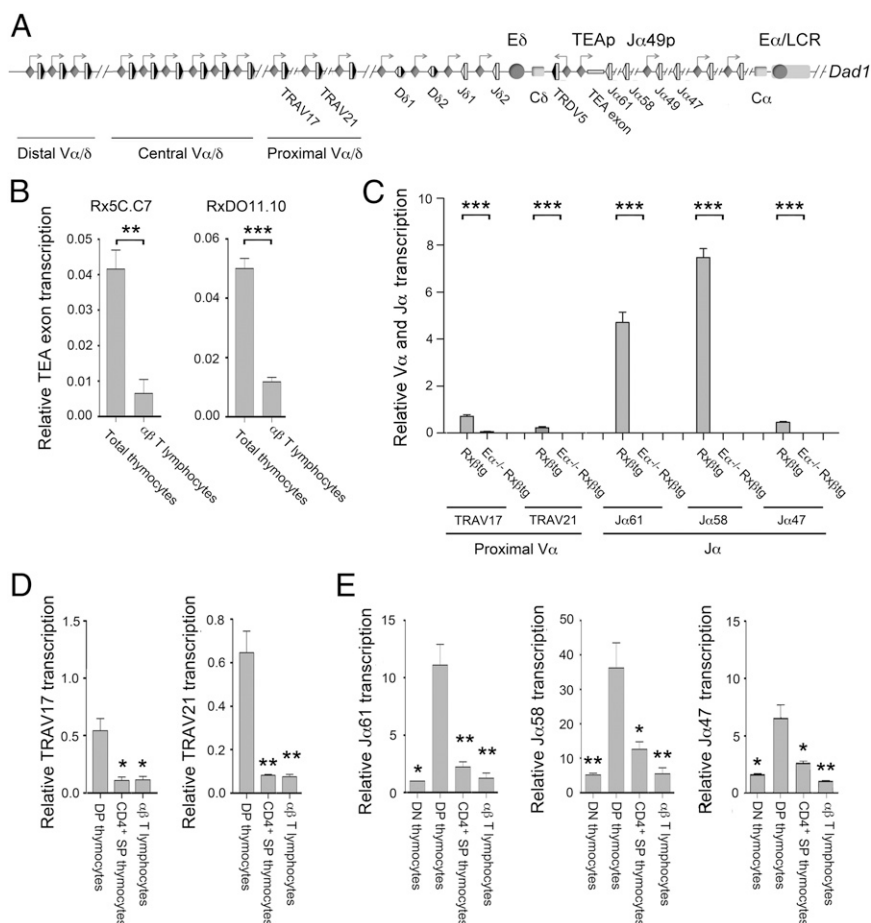 A
Eδ TEAp Jα49p Eα/LCR
Dad1
TRAV17 TRAV21 Dδ1 Dδ2 Jδ1 Jδ2 Cδ TRDV5 TEA exon Jα61 Jα58 Jα49 Jα47 Cα
Distal Vα/δ Central Vα/δ Proximal Vα/δ
B
Rx5C.C7 RxDO11.10
Relative TEA exon transcription
** ***
0.05 0.04 0.03 0.02 0.01 0.00
0.06 0.04 0.02 0.00
Total thymocytes αβ T lymphocytes Total thymocytes αβ T lymphocytes
C
Relative Vα and Jα transcription
10 8 6 4 2 0
*** *** *** *** ***
Rxβtg Eα-/- Rxβtg Rxβtg Eα-/- Rxβtg Rxβtg Eα-/- Rxβtg Rxβtg Eα-/- Rxβtg Rxβtg Eα-/- Rxβtg
TRAV17 TRAV21 Jα61 Jα58 Jα47
Proximal Vα Jα
D
Relative TRAV17 transcription
1.5 1.0 0.5 0.0
* *
DP thymocytes CD4+ SP thymocytes αβ T lymphocytes
Relative TRAV21 transcription
0.8 0.6 0.4 0.2 0.0
** **
DP thymocytes CD4+ SP thymocytes αβ T lymphocytes
E
Relative Jα61 transcription
15 10 5 0
* ** **
DN thymocytes DP thymocytes CD4+ SP thymocytes αβ T lymphocytes
Relative Jα58 transcription
50 40 30 20 10 0
** * **
DN thymocytes DP thymocytes CD4+ SP thymocytes αβ T lymphocytes
Relative Jα47 transcription
15 10 5 0
* * **
DN thymocytes DP thymocytes CD4+ SP thymocytes αβ T lymphocytes